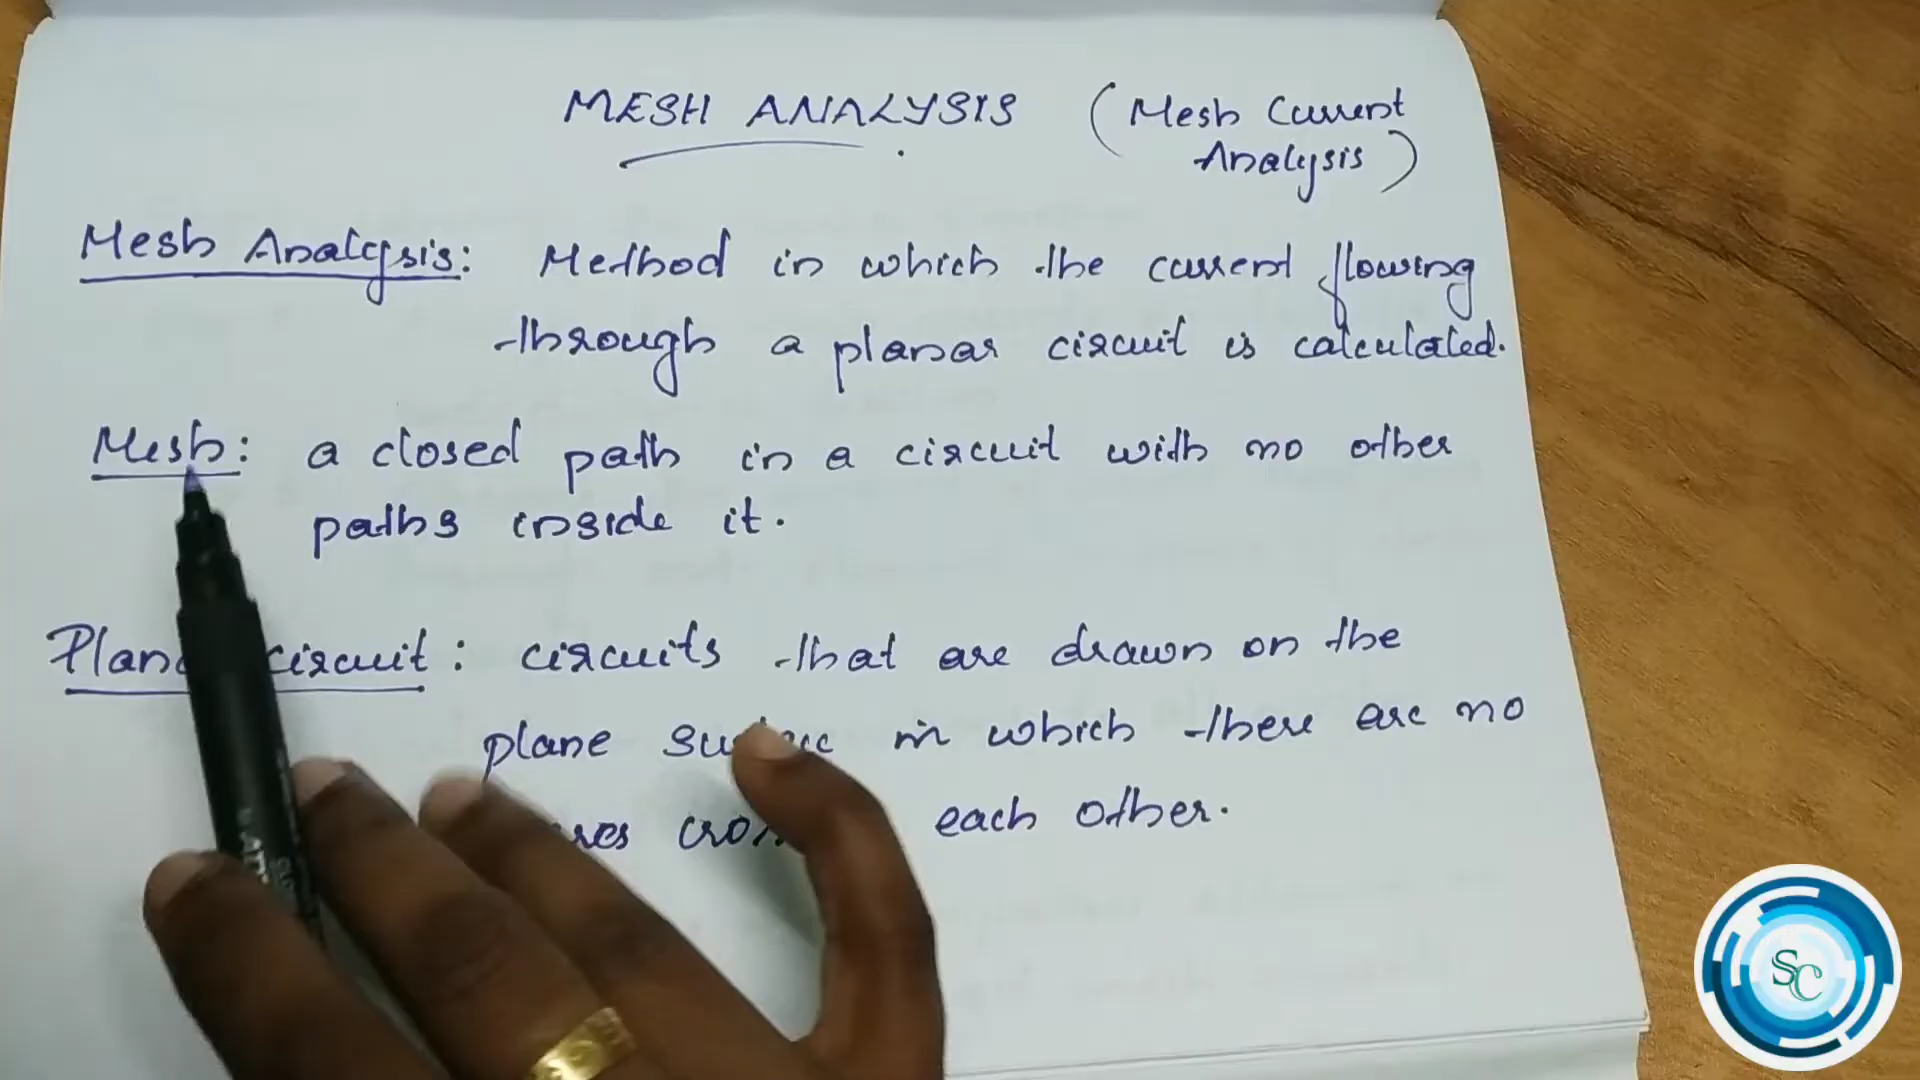 MESH ANALYSIS (Mesh Current
Analysis)
Mesh Analysis: Method in which the current flowing
through a planar circuit is calculated.
Mesh: a closed path in a circuit with no other
paths inside it.
circuit: circuits that are drawn on the
plane in which there are no
each other.
SC